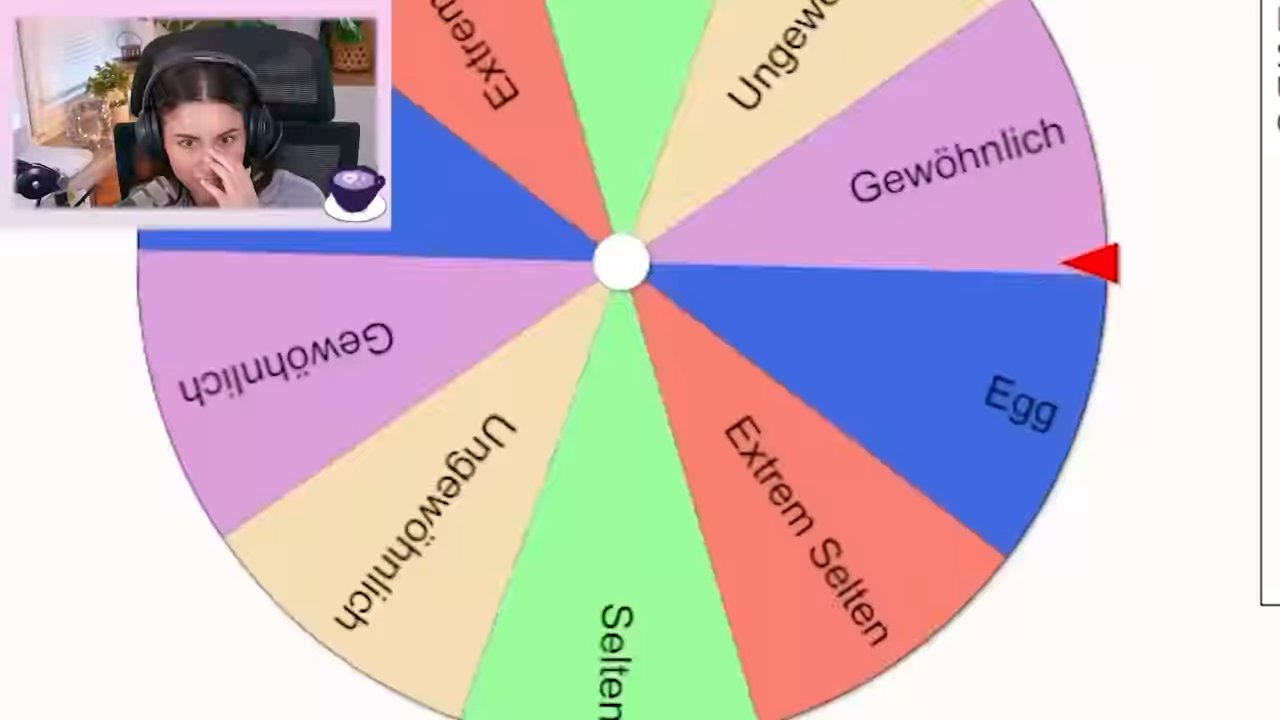 Extrem
Ungewö
Gewöhnlich
Gewöhnlich
Egg
Ungewöhnlich
Extrem Selten
Selten